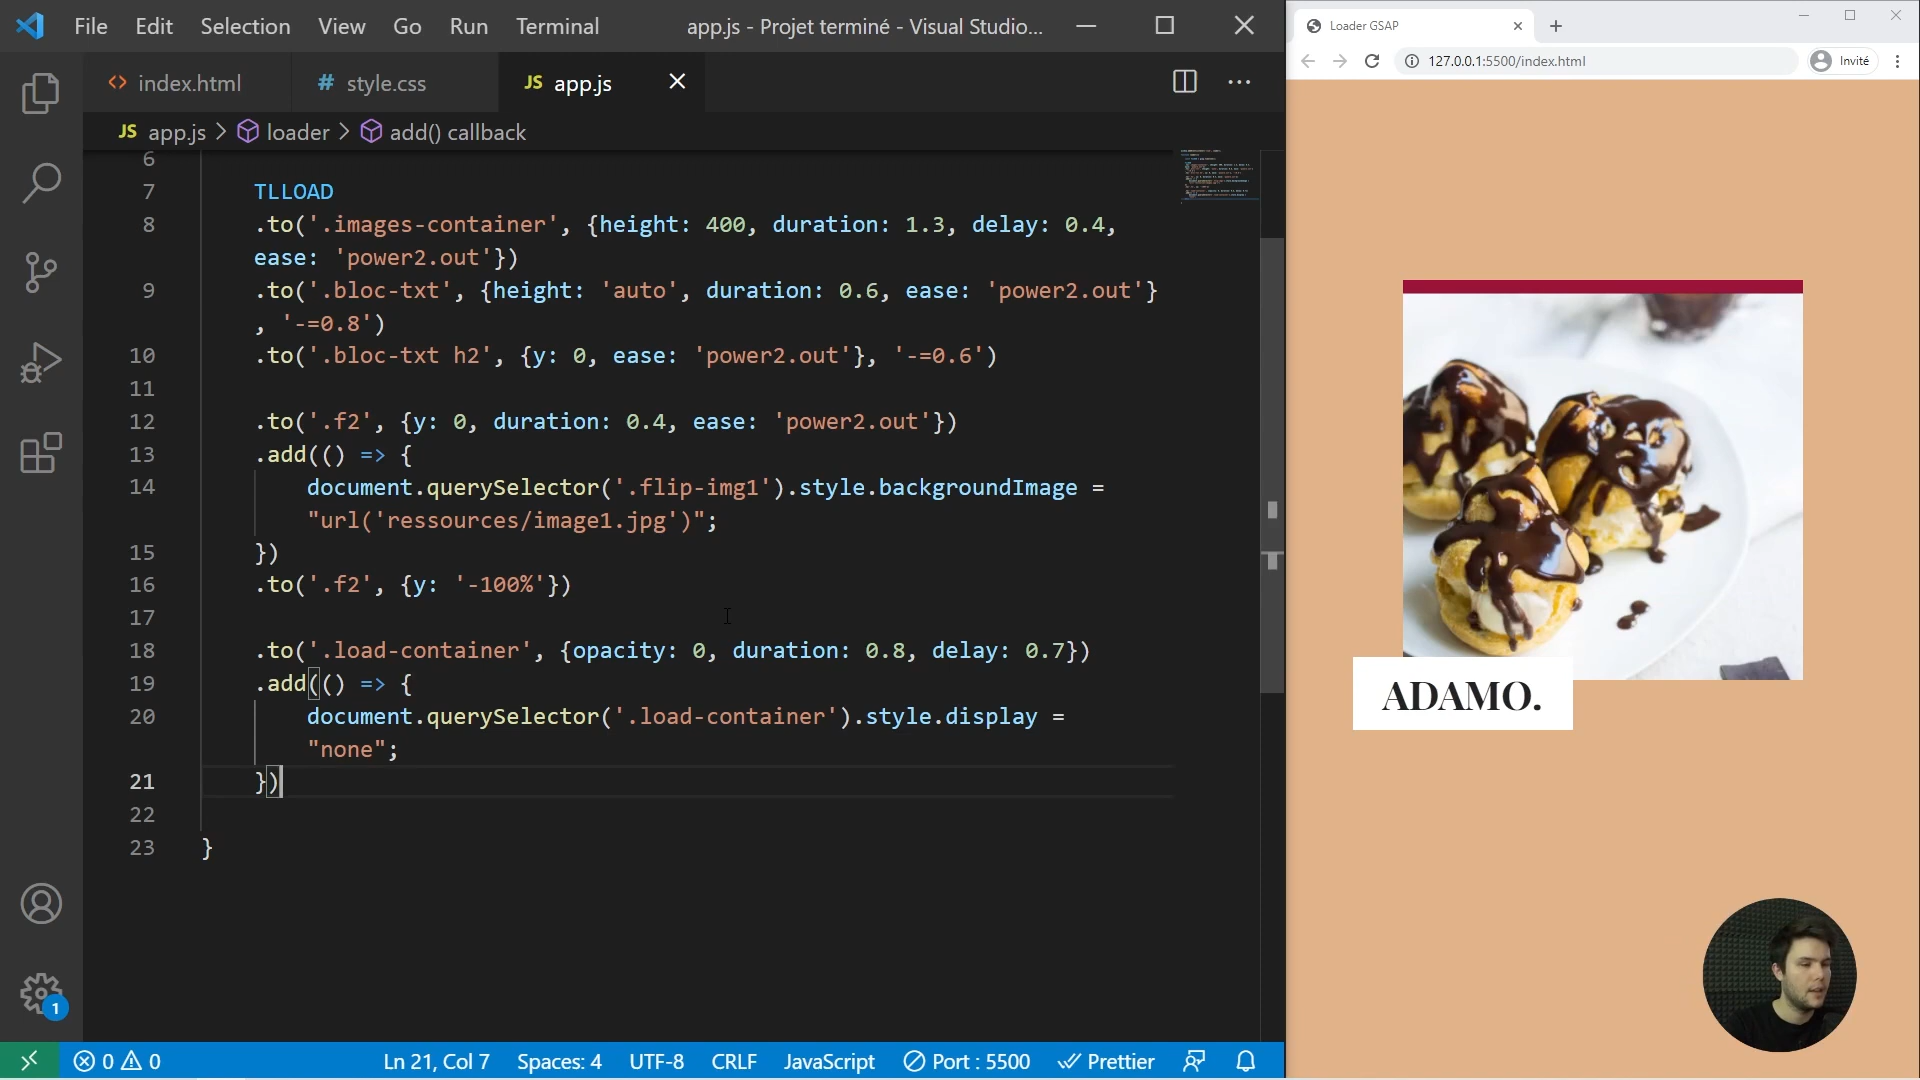 File Edit Selection View Go Run Terminal app.js - Projet terminé - Visual Studio...
index.html style.css JS app.js
JS app.js > loader > add() callback
6
7 TLLOAD
8 .to('.images-container', {height: 400, duration: 1.3, delay: 0.4,
ease: 'power2.out'})
9 .to('.bloc-txt', {height: 'auto', duration: 0.6, ease: 'power2.out'}
, '-=0.8')
10 .to('.bloc-txt h2', {y: 0, ease: 'power2.out'}, '-=0.6')
11
12 .to('.f2', {y: 0, duration: 0.4, ease: 'power2.out'})
13 .add(() => {
14 document.querySelector('.flip-img1').style.backgroundImage =
"url('ressources/image1.jpg')";
15 })
16 .to('.f2', {y: '-100%'})
17
18 .to('.load-container', {opacity: 0, duration: 0.8, delay: 0.7})
19 .add(() => {
20 document.querySelector('.load-container').style.display =
"none";
21 })
22
23 }
1
0 0 Ln 21, Col 7 Spaces: 4 UTF-8 CRLF JavaScript Port : 5500 Prettier
Loader GSAP
127.0.0.1:5500/index.html Invité
ADAMO.